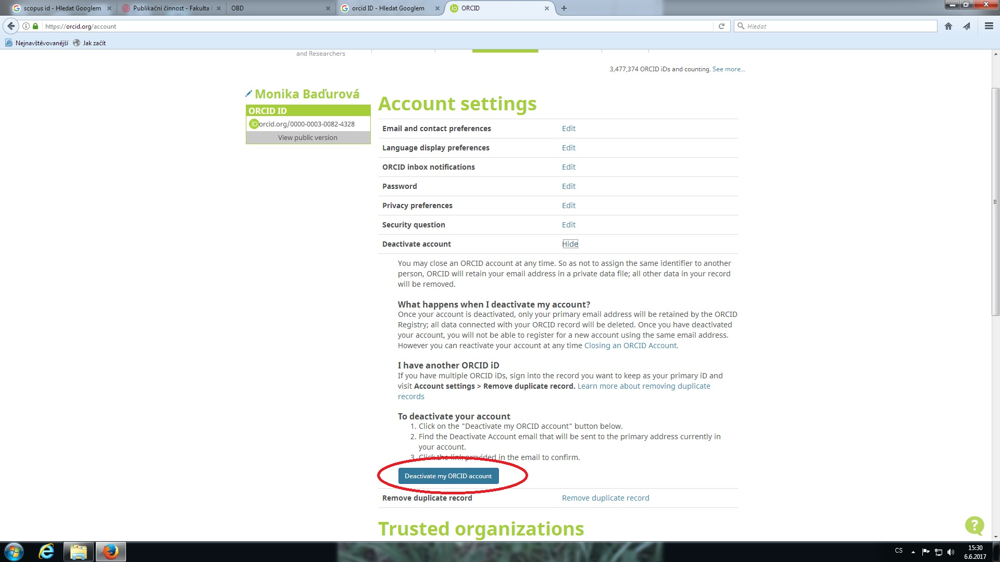 scopus id - Hledat Googlem
Publikační činnost - Fakulta
OBD
orcid ID - Hledat Googlem
ORCID
https://orcid.org/account
Hledat
Nejnavštěvovanější
Jak začít
and Researchers
3,477,374 ORCID iDs and counting. See more...
Monika Baďurová
ORCID ID
iD orcid.org/0000-0003-0082-4328
View public version
Account settings
Email and contact preferences Edit
Language display preferences Edit
ORCID inbox notifications Edit
Password Edit
Privacy preferences Edit
Security question Edit
Deactivate account Hide
You may close an ORCID account at any time. So as not to assign the same identifier to another
person, ORCID will retain your email address in a private data file; all other data in your record
will be removed.
What happens when I deactivate my account?
Once your account is deactivated, only your primary email address will be retained by the ORCID
Registry; all data connected with your ORCID record will be deleted. Once you have deactivated
your account, you will not be able to register for a new account using the same email address.
However you can reactivate your account at any time Closing an ORCID Account.
I have another ORCID iD
If you have multiple ORCID iDs, sign into the record you want to keep as your primary iD and
visit Account settings > Remove duplicate record. Learn more about removing duplicate
records
To deactivate your account
1. Click on the "Deactivate my ORCID account" button below.
2. Find the Deactivate Account email that will be sent to the primary address currently in
your account.
3. Click the link provided in the email to confirm.
Deactivate my ORCID account
Remove duplicate record Remove duplicate record
Trusted organizations
?
CS
15:30
6.6.2017